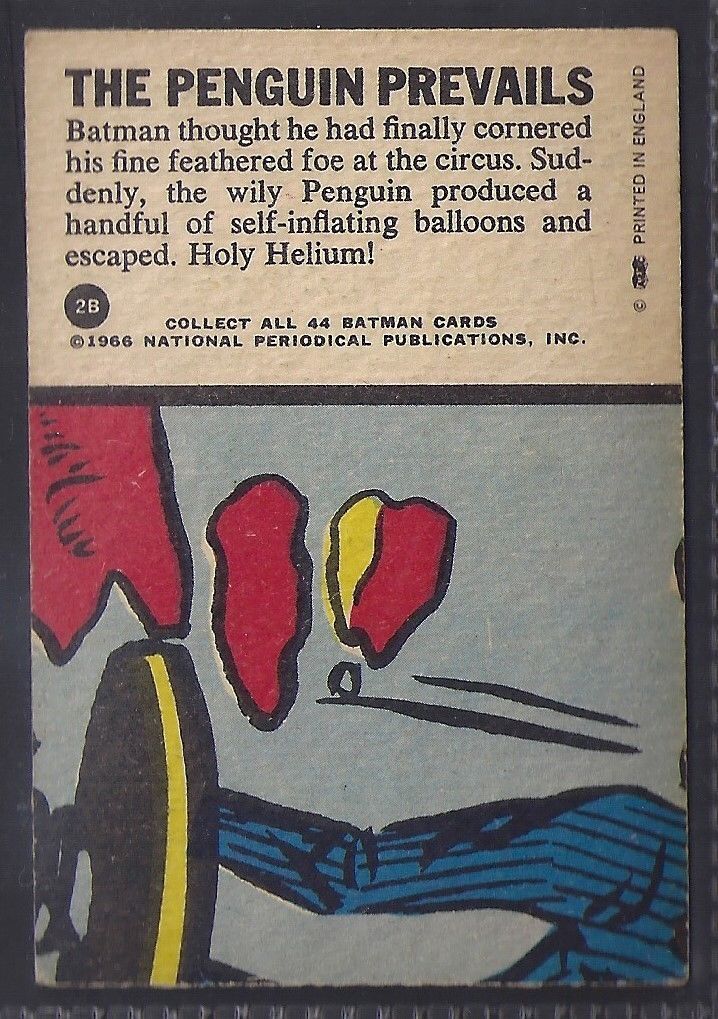 THE PENGUIN PREVAILS
Batman thought he had finally cornered
his fine feathered foe at the circus. Sud-
denly, the wily Penguin produced a
handful of self-inflating balloons and
escaped. Holy Helium!
2B
COLLECT ALL 44 BATMAN CARDS
©1966 NATIONAL PERIODICAL PUBLICATIONS, INC.
© PRINTED IN ENGLAND